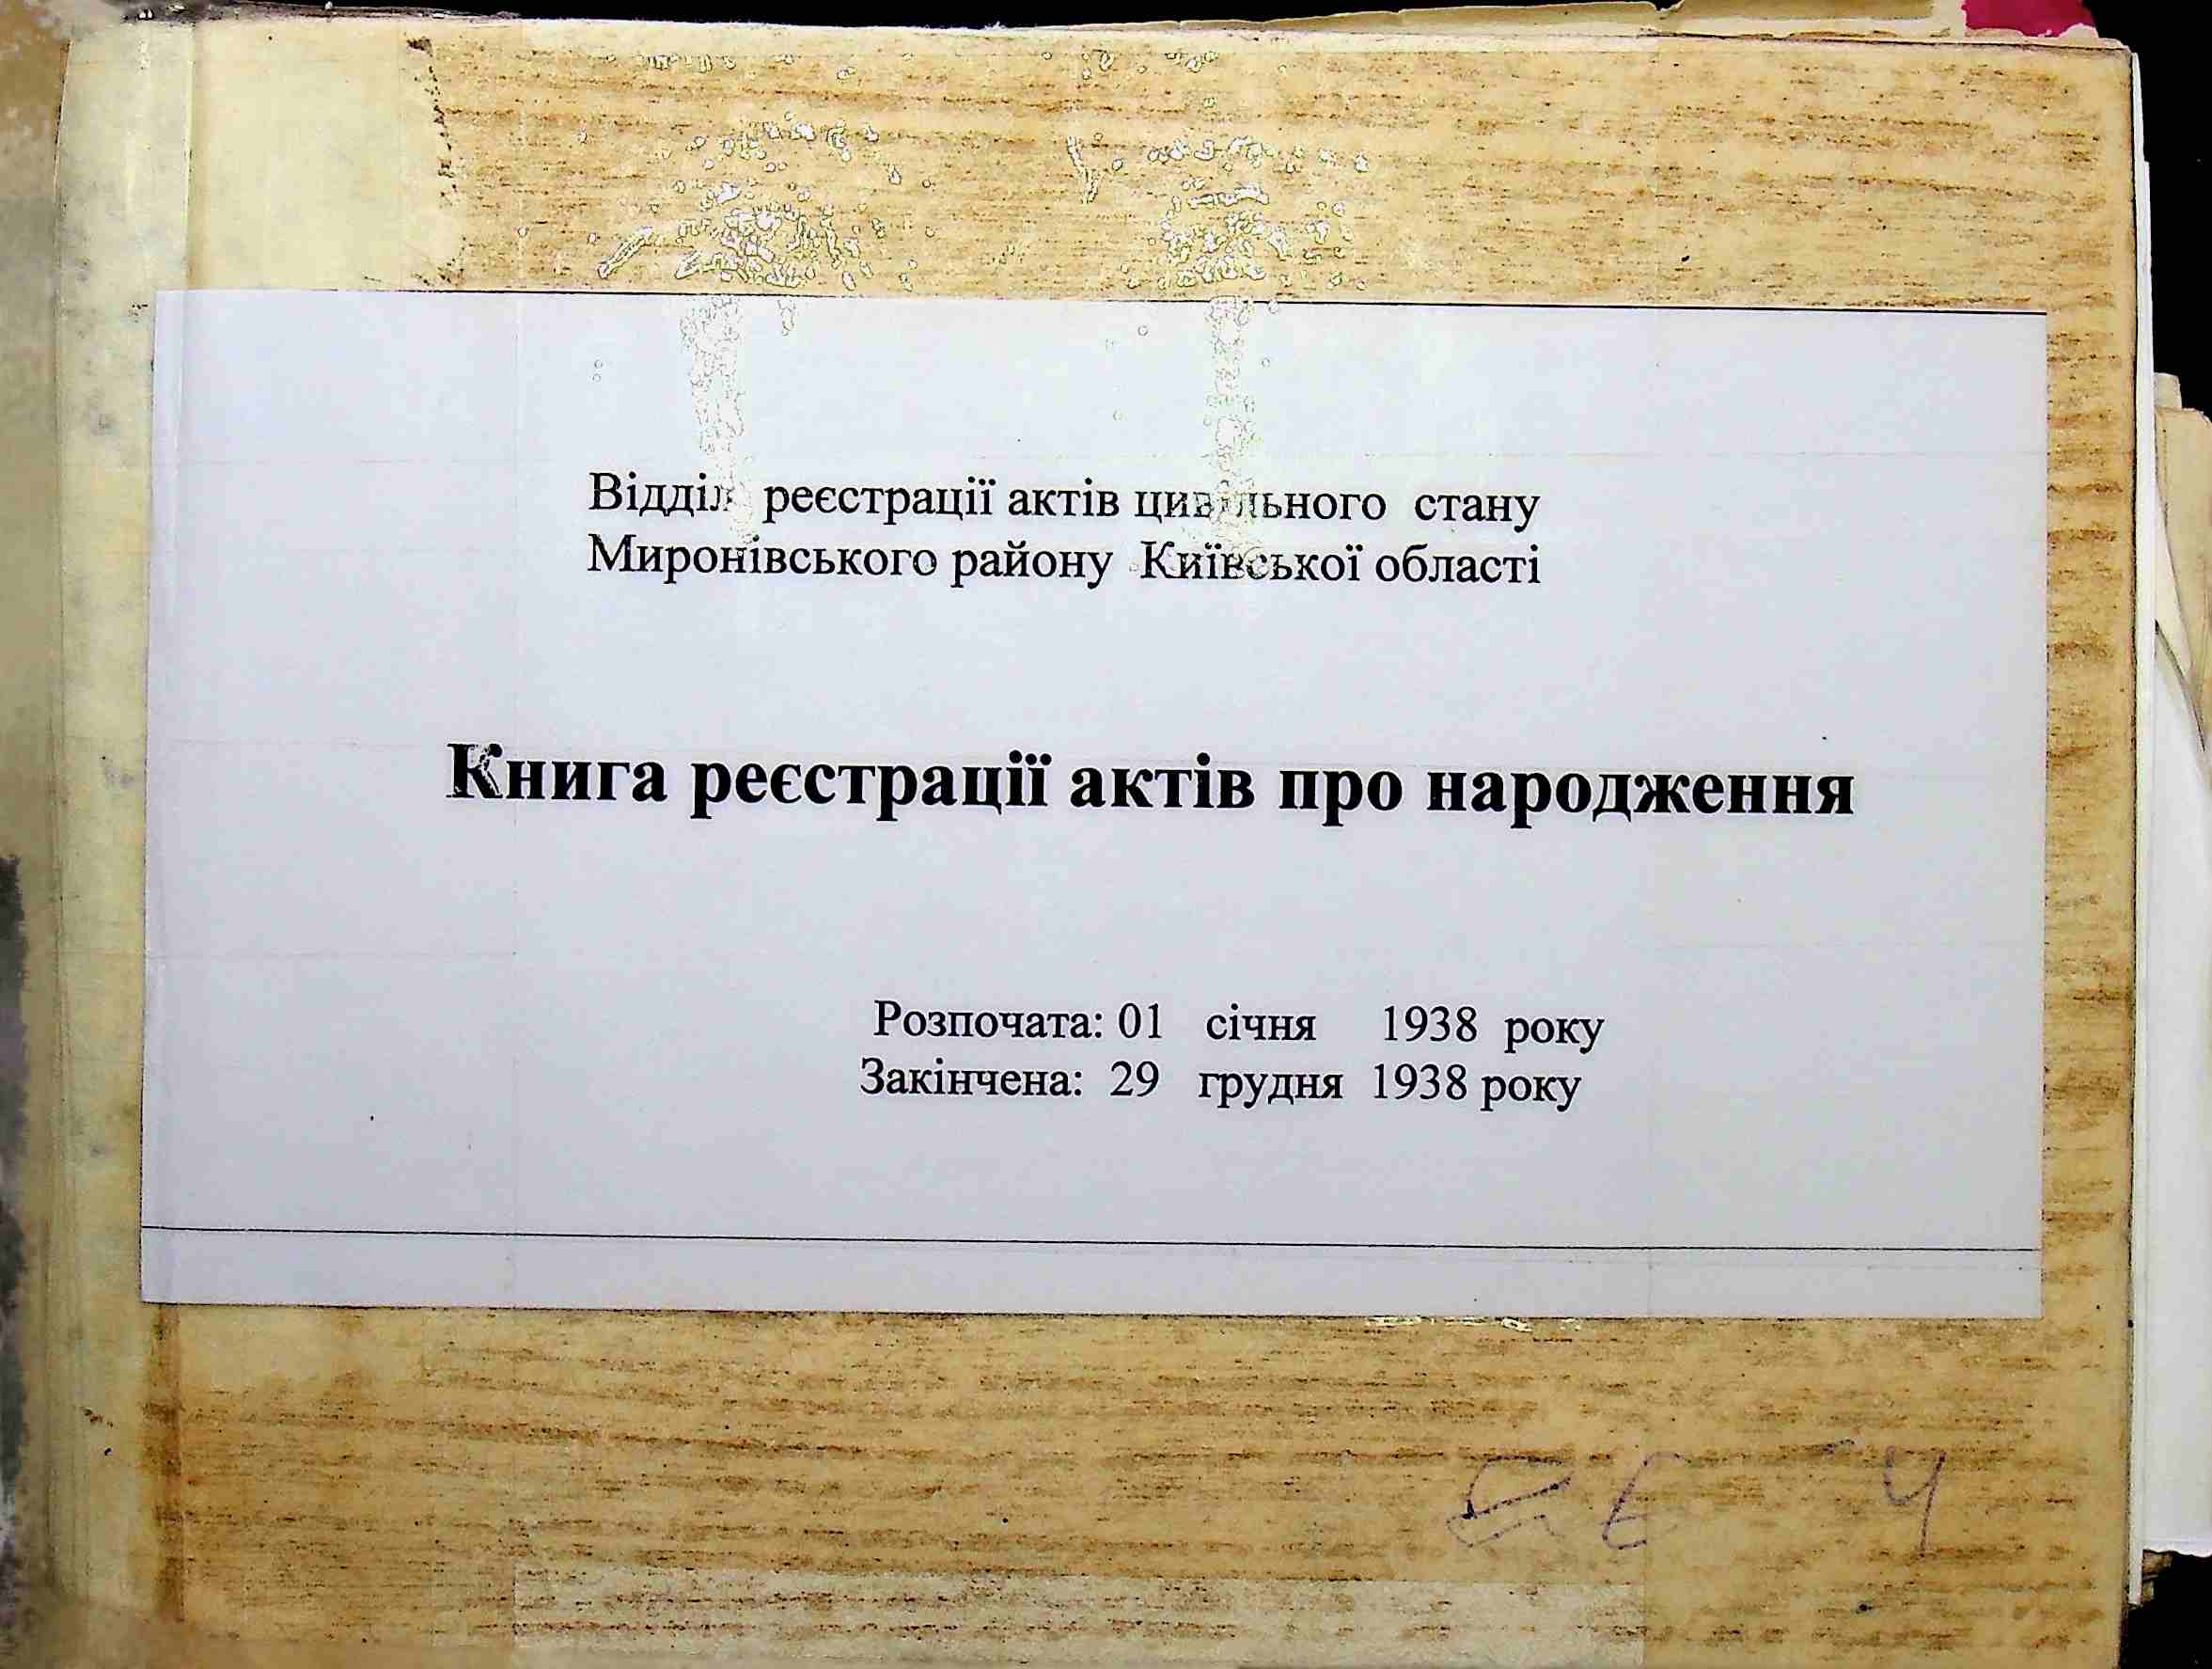 Відділ реєстрації актів цивільного стану
Миронівського району Київської області
Книга реєстрації актів про народження
Розпочата: 01 січня 1938 року
Закінчена: 29 грудня 1938 року